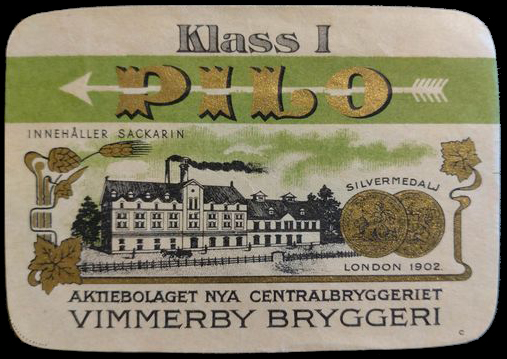 Klass I
PILO
INNEHÅLLER SACKARIN
SILVERMEDALJ
LONDON 1902.
AKTIEBOLAGET NYA CENTRALBRYGGERIET
VIMMERBY BRYGGERI